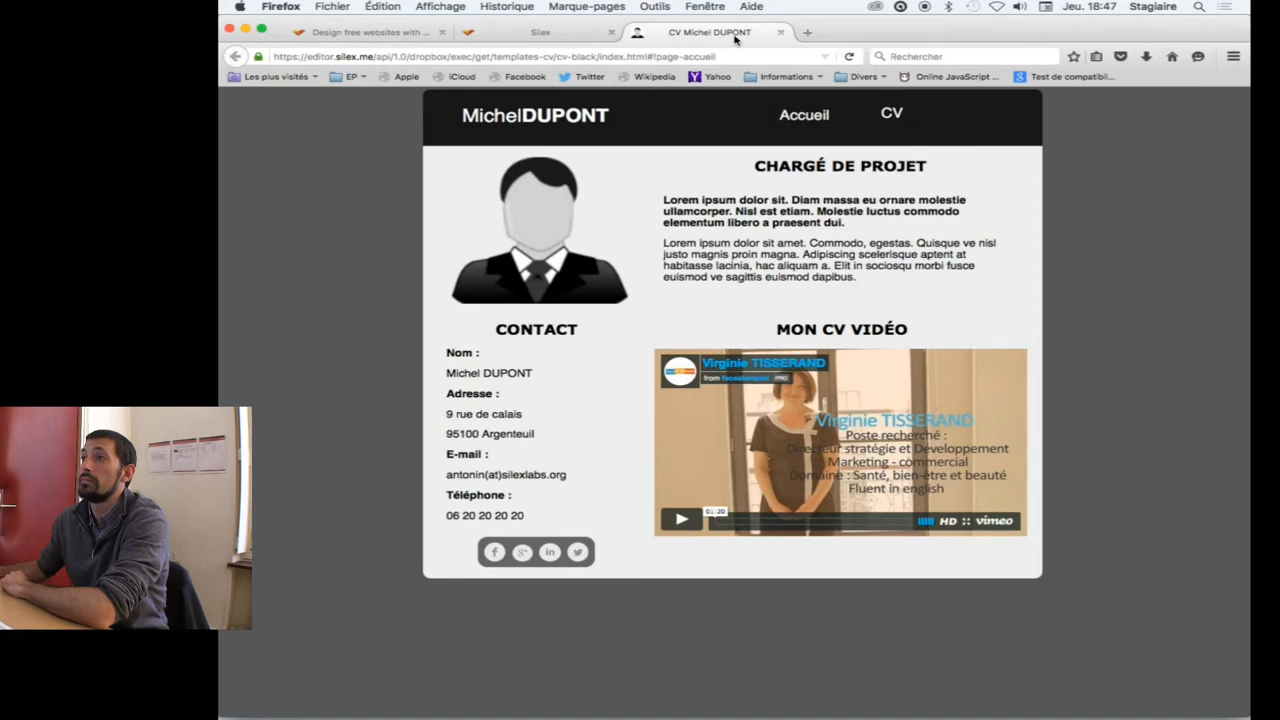 Firefox Fichier Édition Affichage Historique Marque-pages Outils Fenêtre Aide Jeu. 18:47 Stagiaire
Design free websites with ... Silex CV Michel DUPONT
https://editor.silex.me/api/1.0/dropbox/exec/get/templates-cv/cv-black/index.html#!page-accueil Rechercher
Les plus visités EP Apple iCloud Facebook Twitter Wikipedia Yahoo Informations Divers Online JavaScript ... Test de compatibil...
MichelDUPONT Accueil CV
CHARGÉ DE PROJET
Lorem ipsum dolor sit. Diam massa eu ornare molestie
ullamcorper. Nisl est etiam. Molestie luctus commodo
elementum libero a praesent dui.
Lorem ipsum dolor sit amet. Commodo, egestas. Quisque ve nisl
justo magnis proin magna. Adipiscing scelerisque aptent at
habitasse lacinia, hac aliquam a. Elit in sociosqu morbi fusce
euismod ve sagittis euismod dapibus.
CONTACT
Nom :
Michel DUPONT
Adresse :
9 rue de calais
95100 Argenteuil
E-mail :
antonin(at)silexlabs.org
Téléphone :
06 20 20 20 20
MON CV VIDÉO
Virginie TISSERAND
from facealemploi PRO
Virginie TISSERAND
Poste recherché :
Directeur stratégie et Développement
Marketing - commercial
Domaine : Santé, bien-être et beauté
Fluent in english
01:20
HD vimeo